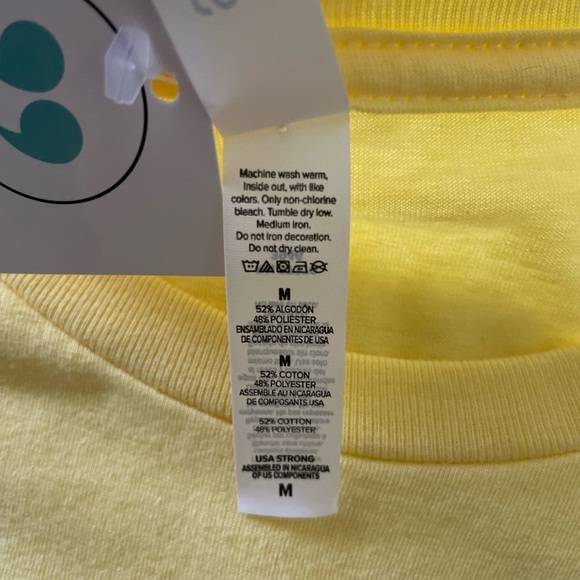 Machine wash warm,
Inside out, with like
colors. Only non-chlorine
bleach. Tumble dry low.
Medium iron.
Do not iron decoration.
Do not dry clean.
M
52% ALGODÓN
48% POLIÉSTER
ENSAMBLADO EN NICARAGUA
DE COMPONENTES DE USA
M
52% COTON
48% POLYESTER
ASSEMBLE AU NICARAGUA
DE COMPOSANTS USA
52% COTTON
48% POLYESTER
USA STRONG
ASSEMBLED IN NICARAGUA
OF US COMPONENTS
M